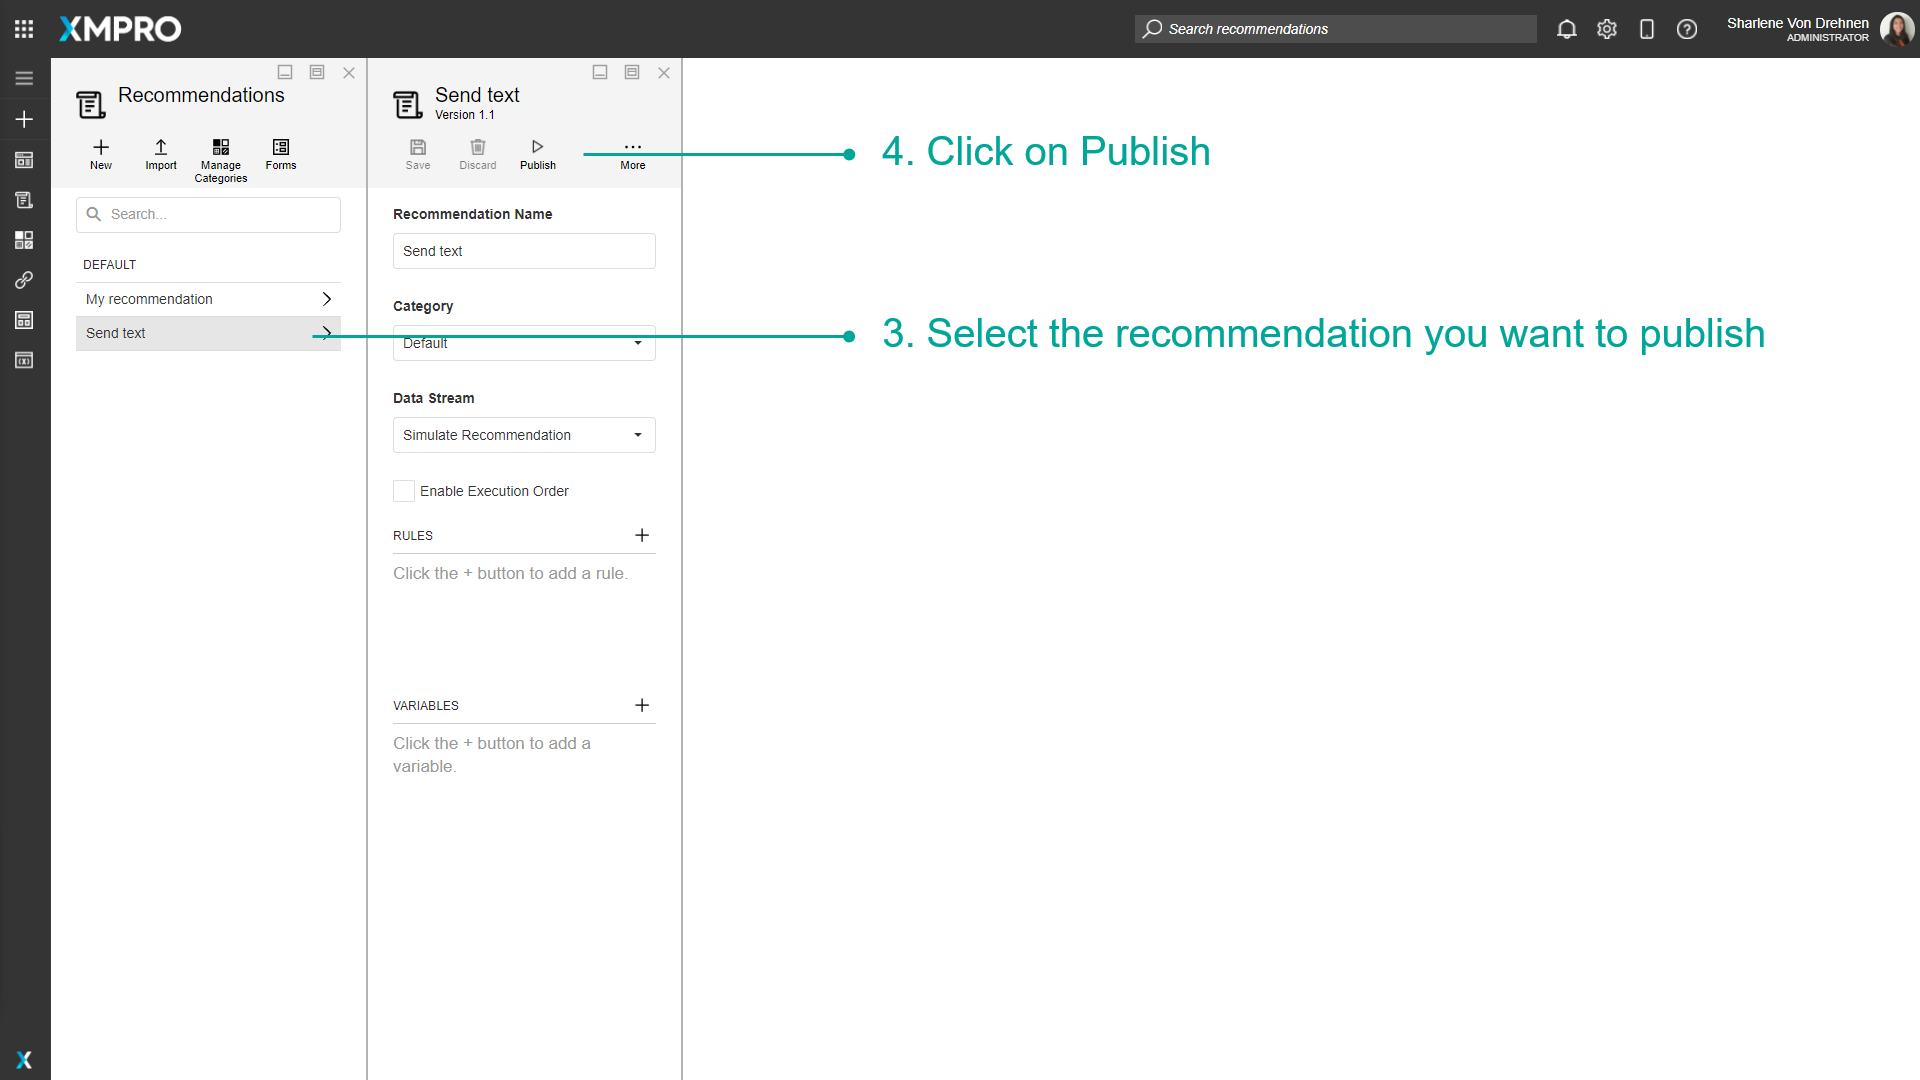 XMPRO
Search recommendations
Sharlene Von Drehnen
ADMINISTRATOR
Recommendations
New
Import
Manage
Categories
Forms
Search...
DEFAULT
My recommendation
Send text
Send text
Version 1.1
Save
Discard
Publish
More
Recommendation Name
Send text
Category
Default
Data Stream
Simulate Recommendation
Enable Execution Order
RULES
Click the + button to add a rule.
VARIABLES
Click the + button to add a
variable.
4. Click on Publish
3. Select the recommendation you want to publish